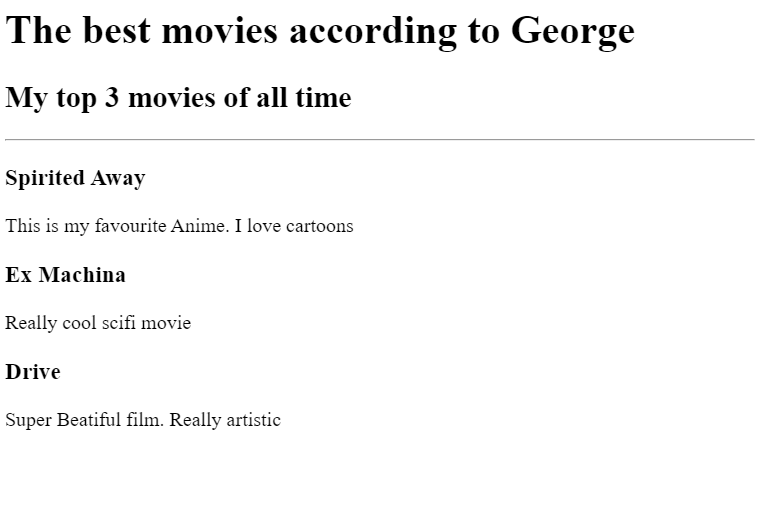 The best movies according to George
My top 3 movies of all time
Spirited Away
This is my favourite Anime. I love cartoons
Ex Machina
Really cool scifi movie
Drive
Super Beatiful film. Really artistic